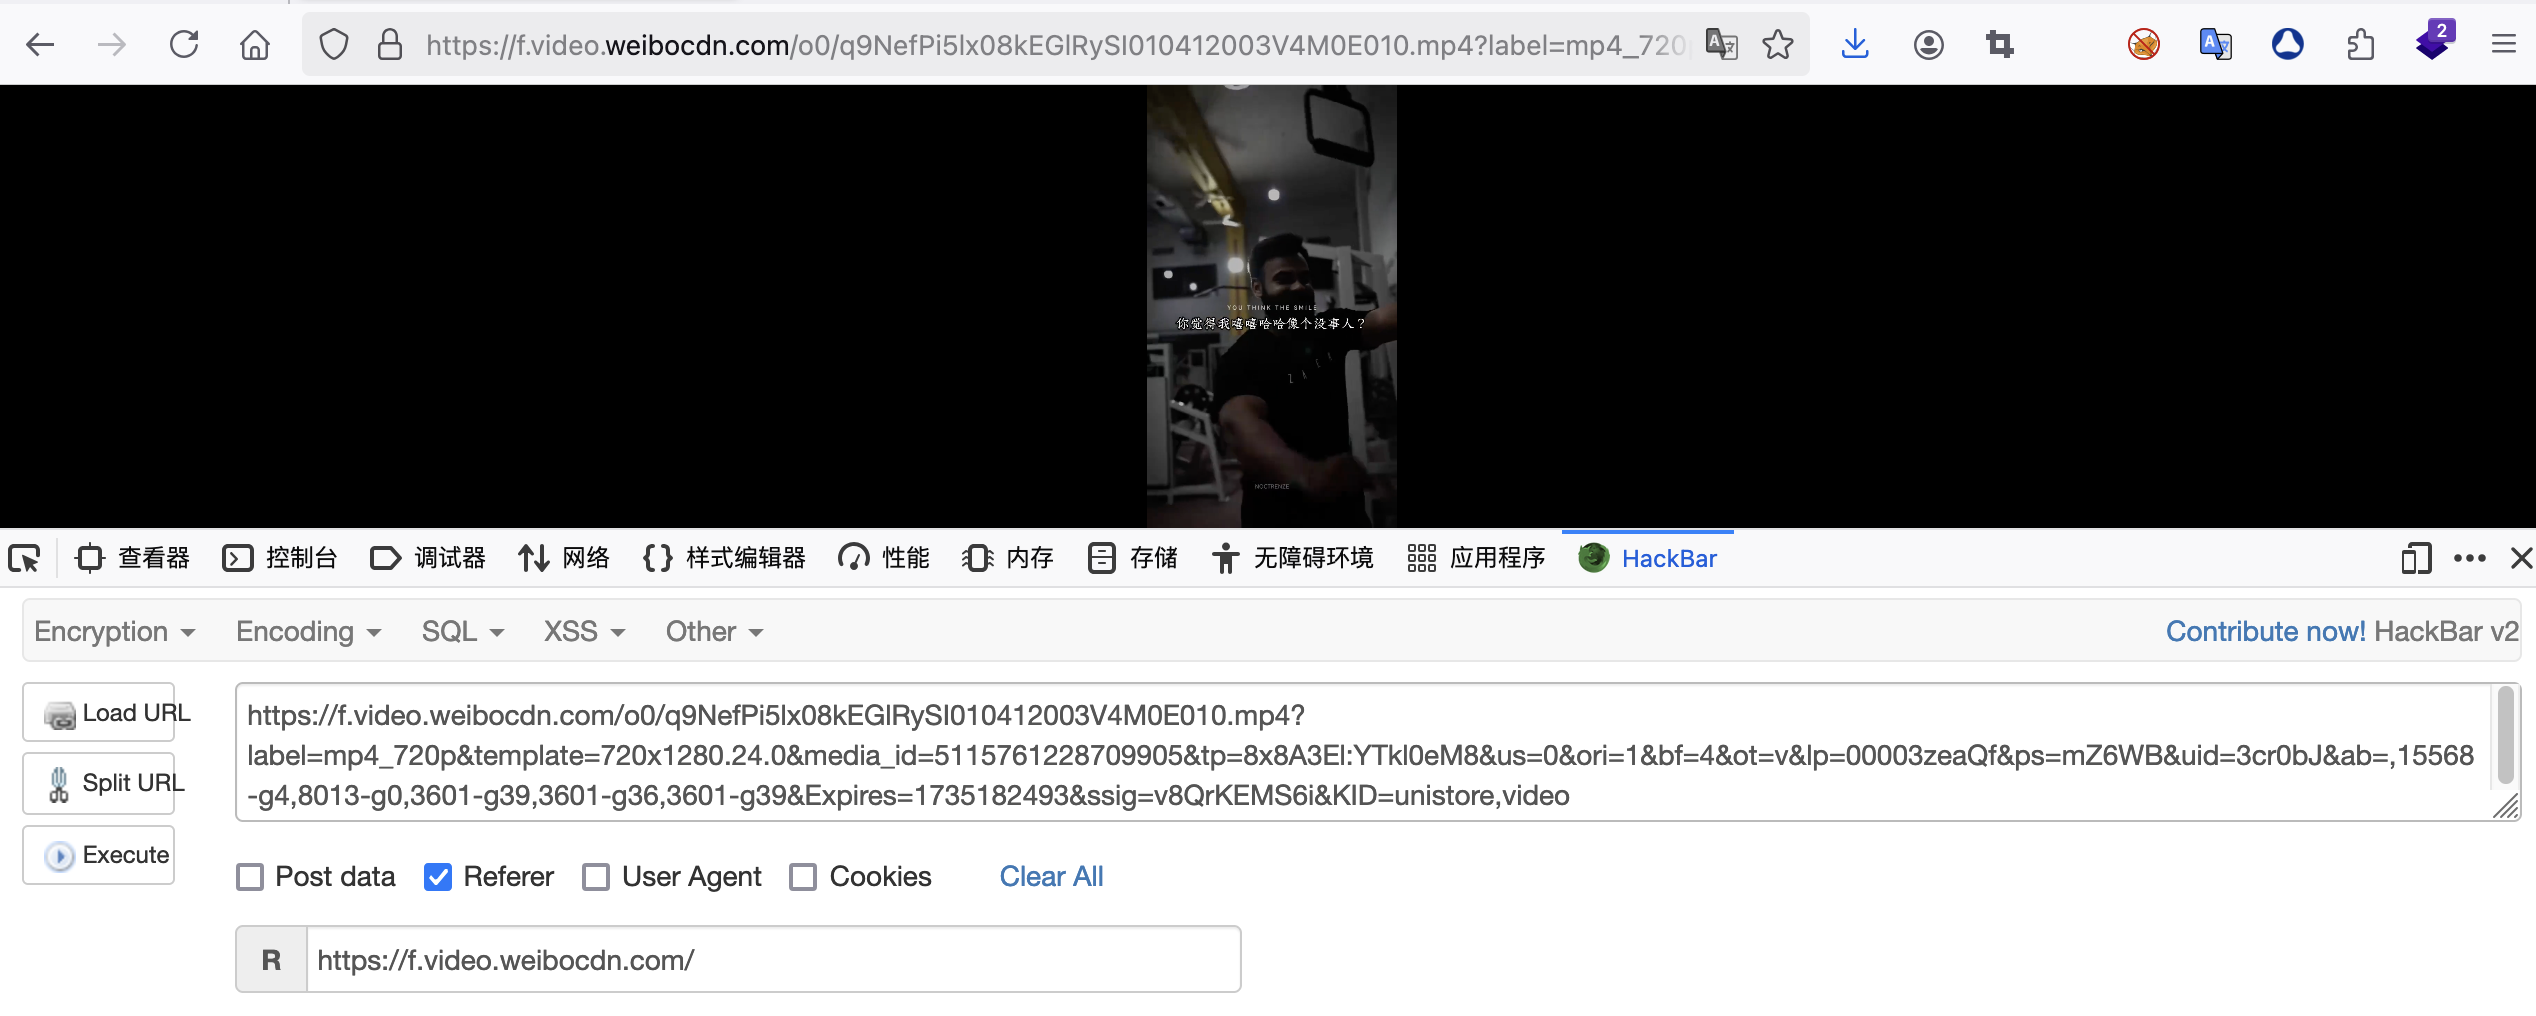 https://f.video.weibocdn.com/o0/q9NefPi5lx08kEGlRySI010412003V4M0E010.mp4?label=mp4_720
2
YOU THINK THE SMILE
你觉得我嘻嘻哈哈像个没事人？
NOCTRENZE
查看器 控制台 调试器 网络 样式编辑器 性能 内存 存储 无障碍环境 应用程序 HackBar
Encryption Encoding SQL XSS Other Contribute now! HackBar v2
Load URL
Split URL
Execute
https://f.video.weibocdn.com/o0/q9NefPi5lx08kEGlRySI010412003V4M0E010.mp4?
label=mp4_720p&template=720x1280.24.0&media_id=5115761228709905&tp=8x8A3El:YTkl0eM8&us=0&ori=1&bf=4&ot=v&lp=00003zeaQf&ps=mZ6WB&uid=3cr0bJ&ab=,15568
-g4,8013-g0,3601-g39,3601-g36,3601-g39&Expires=1735182493&ssig=v8QrKEMS6i&KID=unistore,video
Post data Referer User Agent Cookies Clear All
R https://f.video.weibocdn.com/